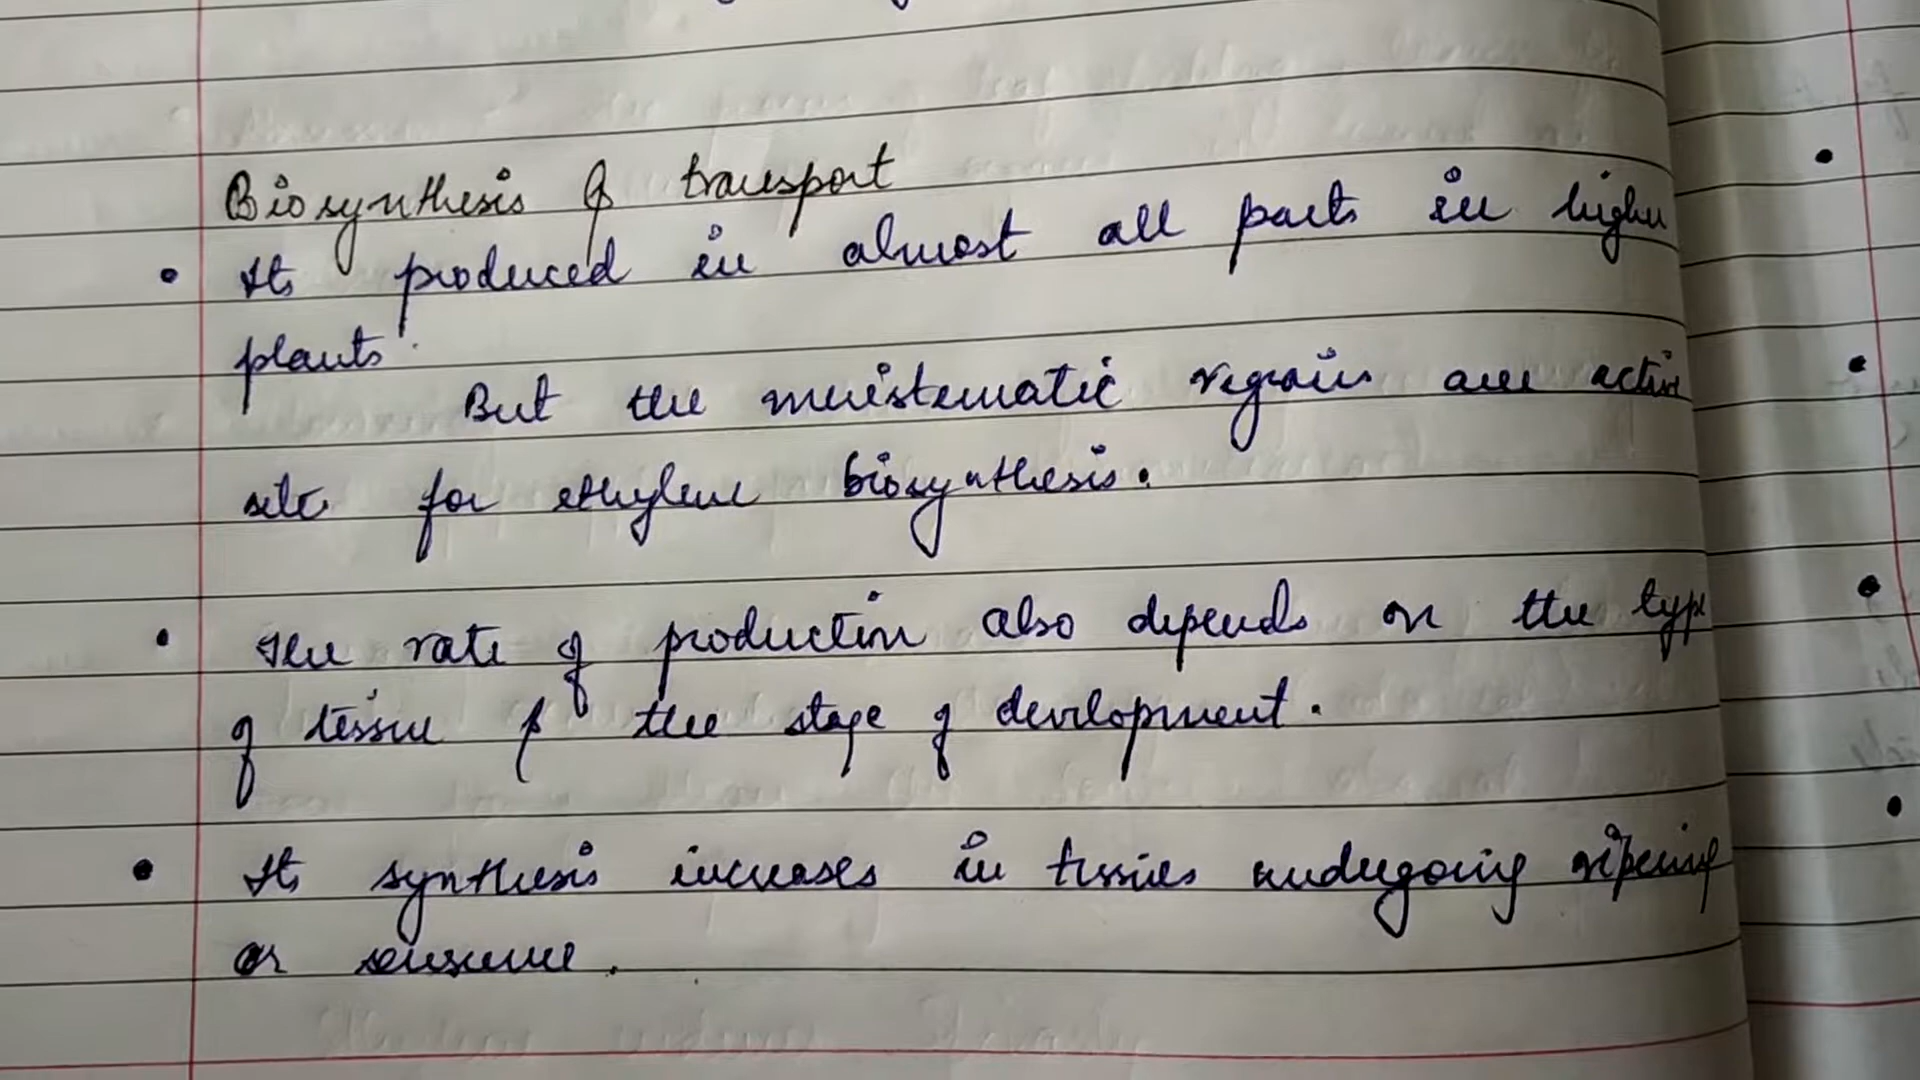 Biosynthesis & transport
• Its produced in almost all parts in higher
plants.
But the meristematic regions are active
site for ethylene biosynthesis.
• The rate of production also depends on the type
of tissue & the stage of development.
• Its synthesis increases in tissues undergoing ripening
or